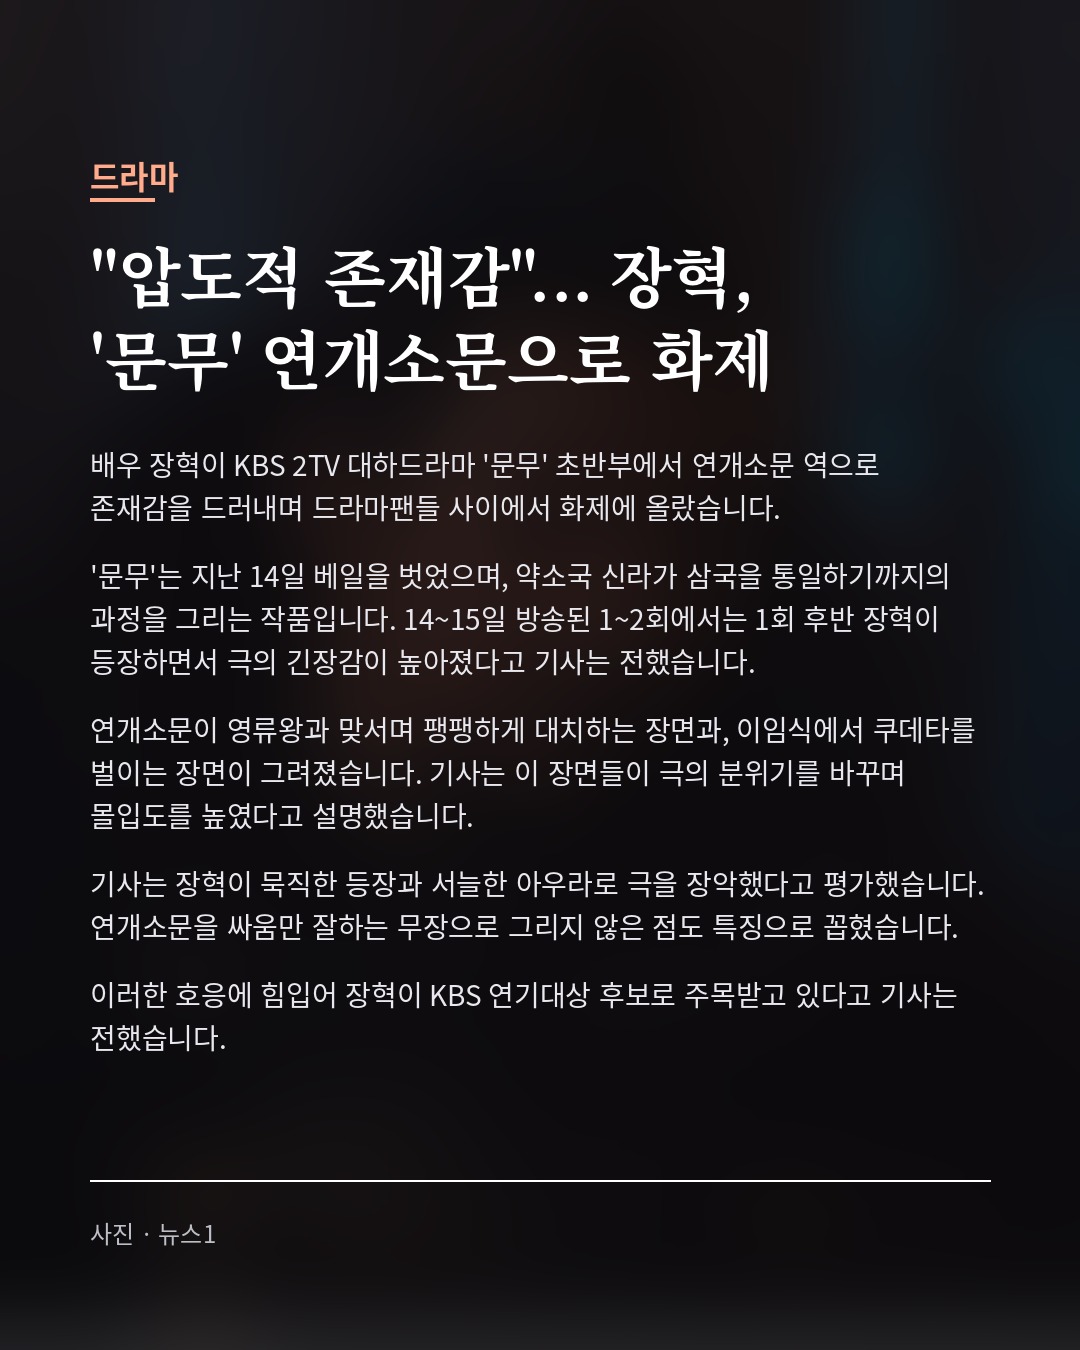 드라마
"압도적 존재감"... 장혁,
'문무' 연개소문으로 화제
배우 장혁이 KBS 2TV 대하드라마 '문무' 초반부에서 연개소문 역으로
존재감을 드러내며 드라마팬들 사이에서 화제에 올랐습니다.
'문무'는 지난 14일 베일을 벗었으며, 약소국 신라가 삼국을 통일하기까지의
과정을 그리는 작품입니다. 14~15일 방송된 1~2회에서는 1회 후반 장혁이
등장하면서 극의 긴장감이 높아졌다고 기사는 전했습니다.
연개소문이 영류왕과 맞서며 팽팽하게 대치하는 장면과, 이임식에서 쿠데타를
벌이는 장면이 그려졌습니다. 기사는 이 장면들이 극의 분위기를 바꾸며
몰입도를 높였다고 설명했습니다.
기사는 장혁이 묵직한 등장과 서늘한 아우라로 극을 장악했다고 평가했습니다.
연개소문을 싸움만 잘하는 무장으로 그리지 않은 점도 특징으로 꼽혔습니다.
이러한 호응에 힘입어 장혁이 KBS 연기대상 후보로 주목받고 있다고 기사는
전했습니다.
사진 · 뉴스1